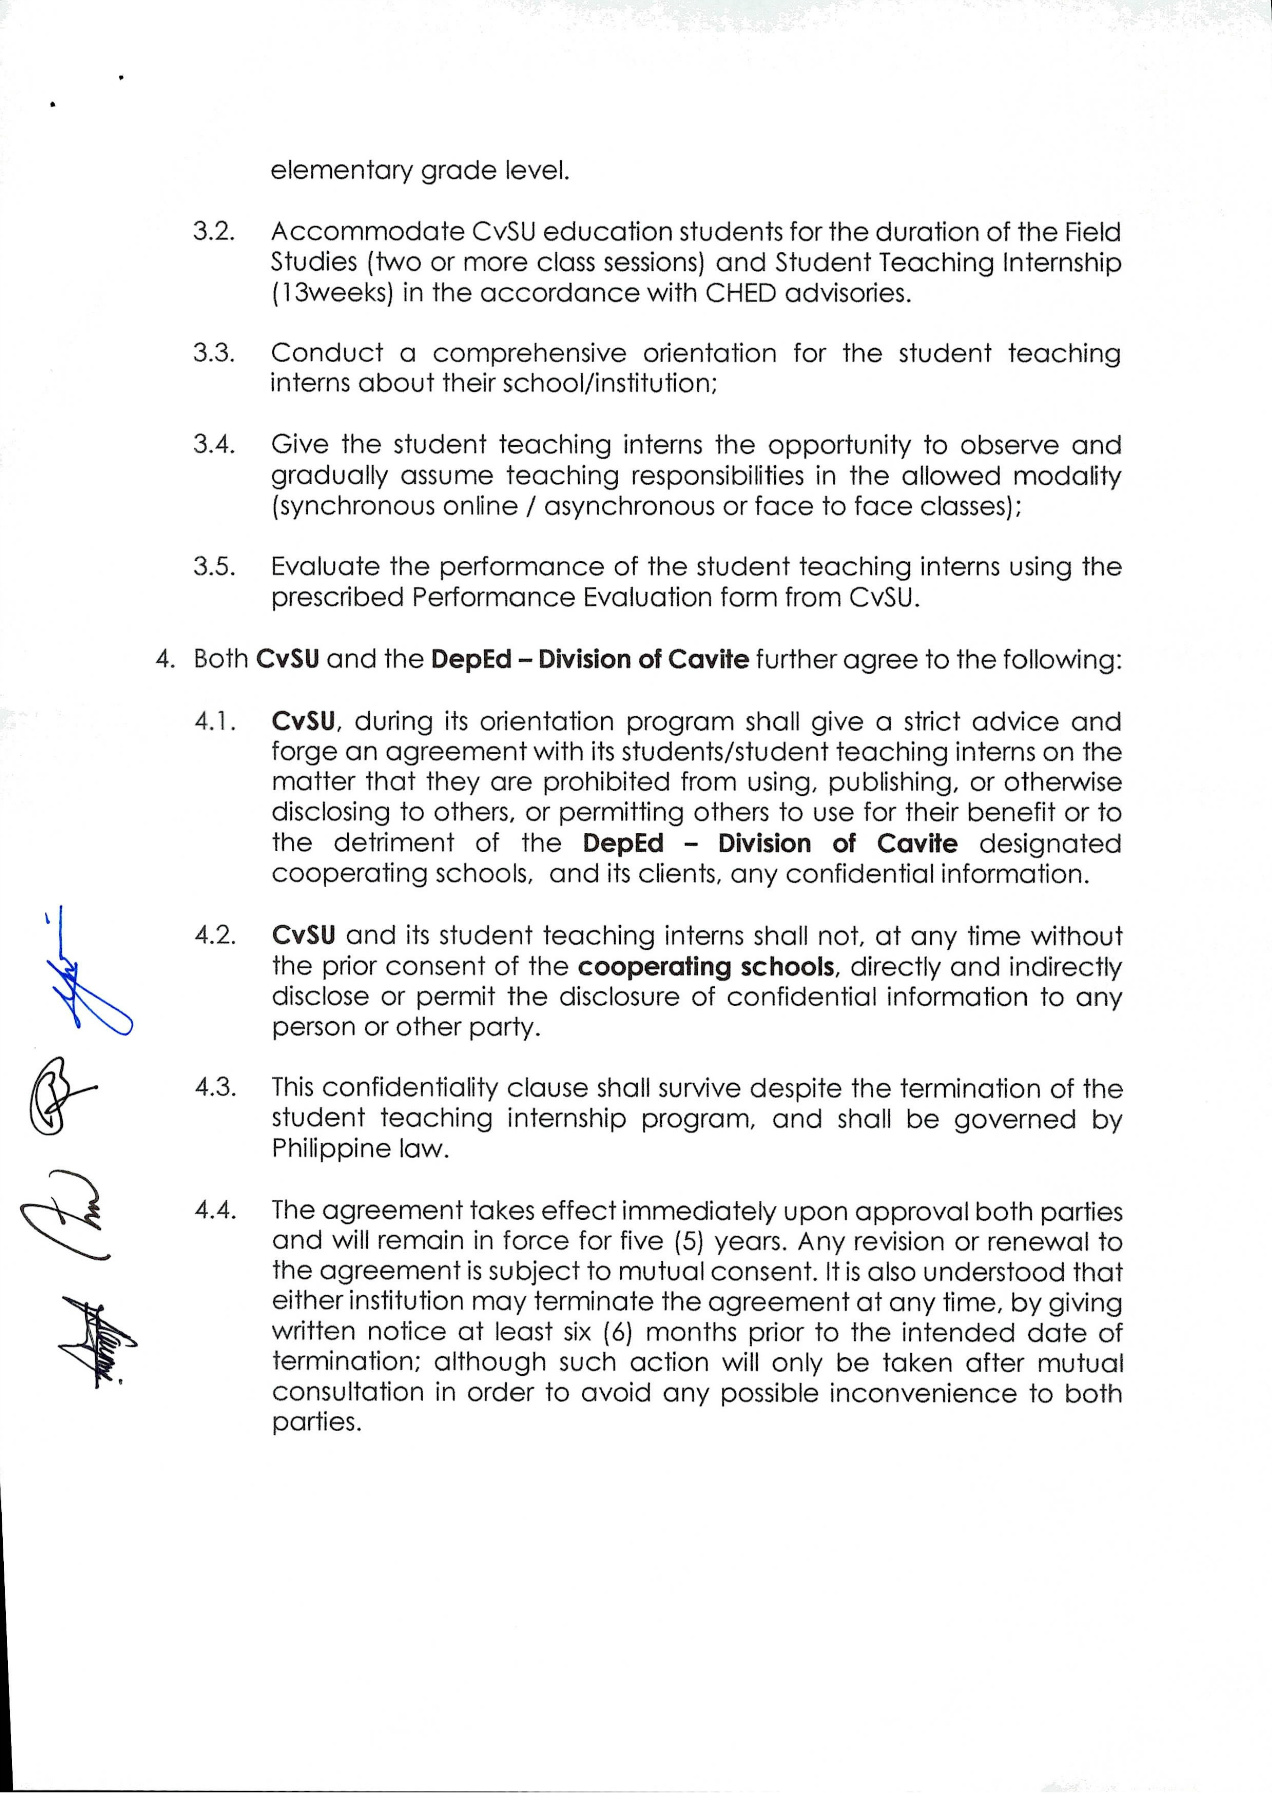 elementary grade level.
3.2. Accommodate CvSU education students for the duration of the Field
Studies (two or more class sessions) and Student Teaching Internship
(13weeks) in the accordance with CHED advisories.
3.3. Conduct a comprehensive orientation for the student teaching
interns about their school/institution;
3.4. Give the student teaching interns the opportunity to observe and
gradually assume teaching responsibilities in the allowed modality
(synchronous online / asynchronous or face to face classes);
3.5. Evaluate the performance of the student teaching interns using the
prescribed Performance Evaluation form from CvSU.
4. Both CvSU and the DepEd – Division of Cavite further agree to the following:
4.1. CvSU, during its orientation program shall give a strict advice and
forge an agreement with its students/student teaching interns on the
matter that they are prohibited from using, publishing, or otherwise
disclosing to others, or permitting others to use for their benefit or to
the detriment of the DepEd – Division of Cavite designated
cooperating schools, and its clients, any confidential information.
4.2. CvSU and its student teaching interns shall not, at any time without
the prior consent of the cooperating schools, directly and indirectly
disclose or permit the disclosure of confidential information to any
person or other party.
4.3. This confidentiality clause shall survive despite the termination of the
student teaching internship program, and shall be governed by
Philippine law.
4.4. The agreement takes effect immediately upon approval both parties
and will remain in force for five (5) years. Any revision or renewal to
the agreement is subject to mutual consent. It is also understood that
either institution may terminate the agreement at any time, by giving
written notice at least six (6) months prior to the intended date of
termination; although such action will only be taken after mutual
consultation in order to avoid any possible inconvenience to both
parties.